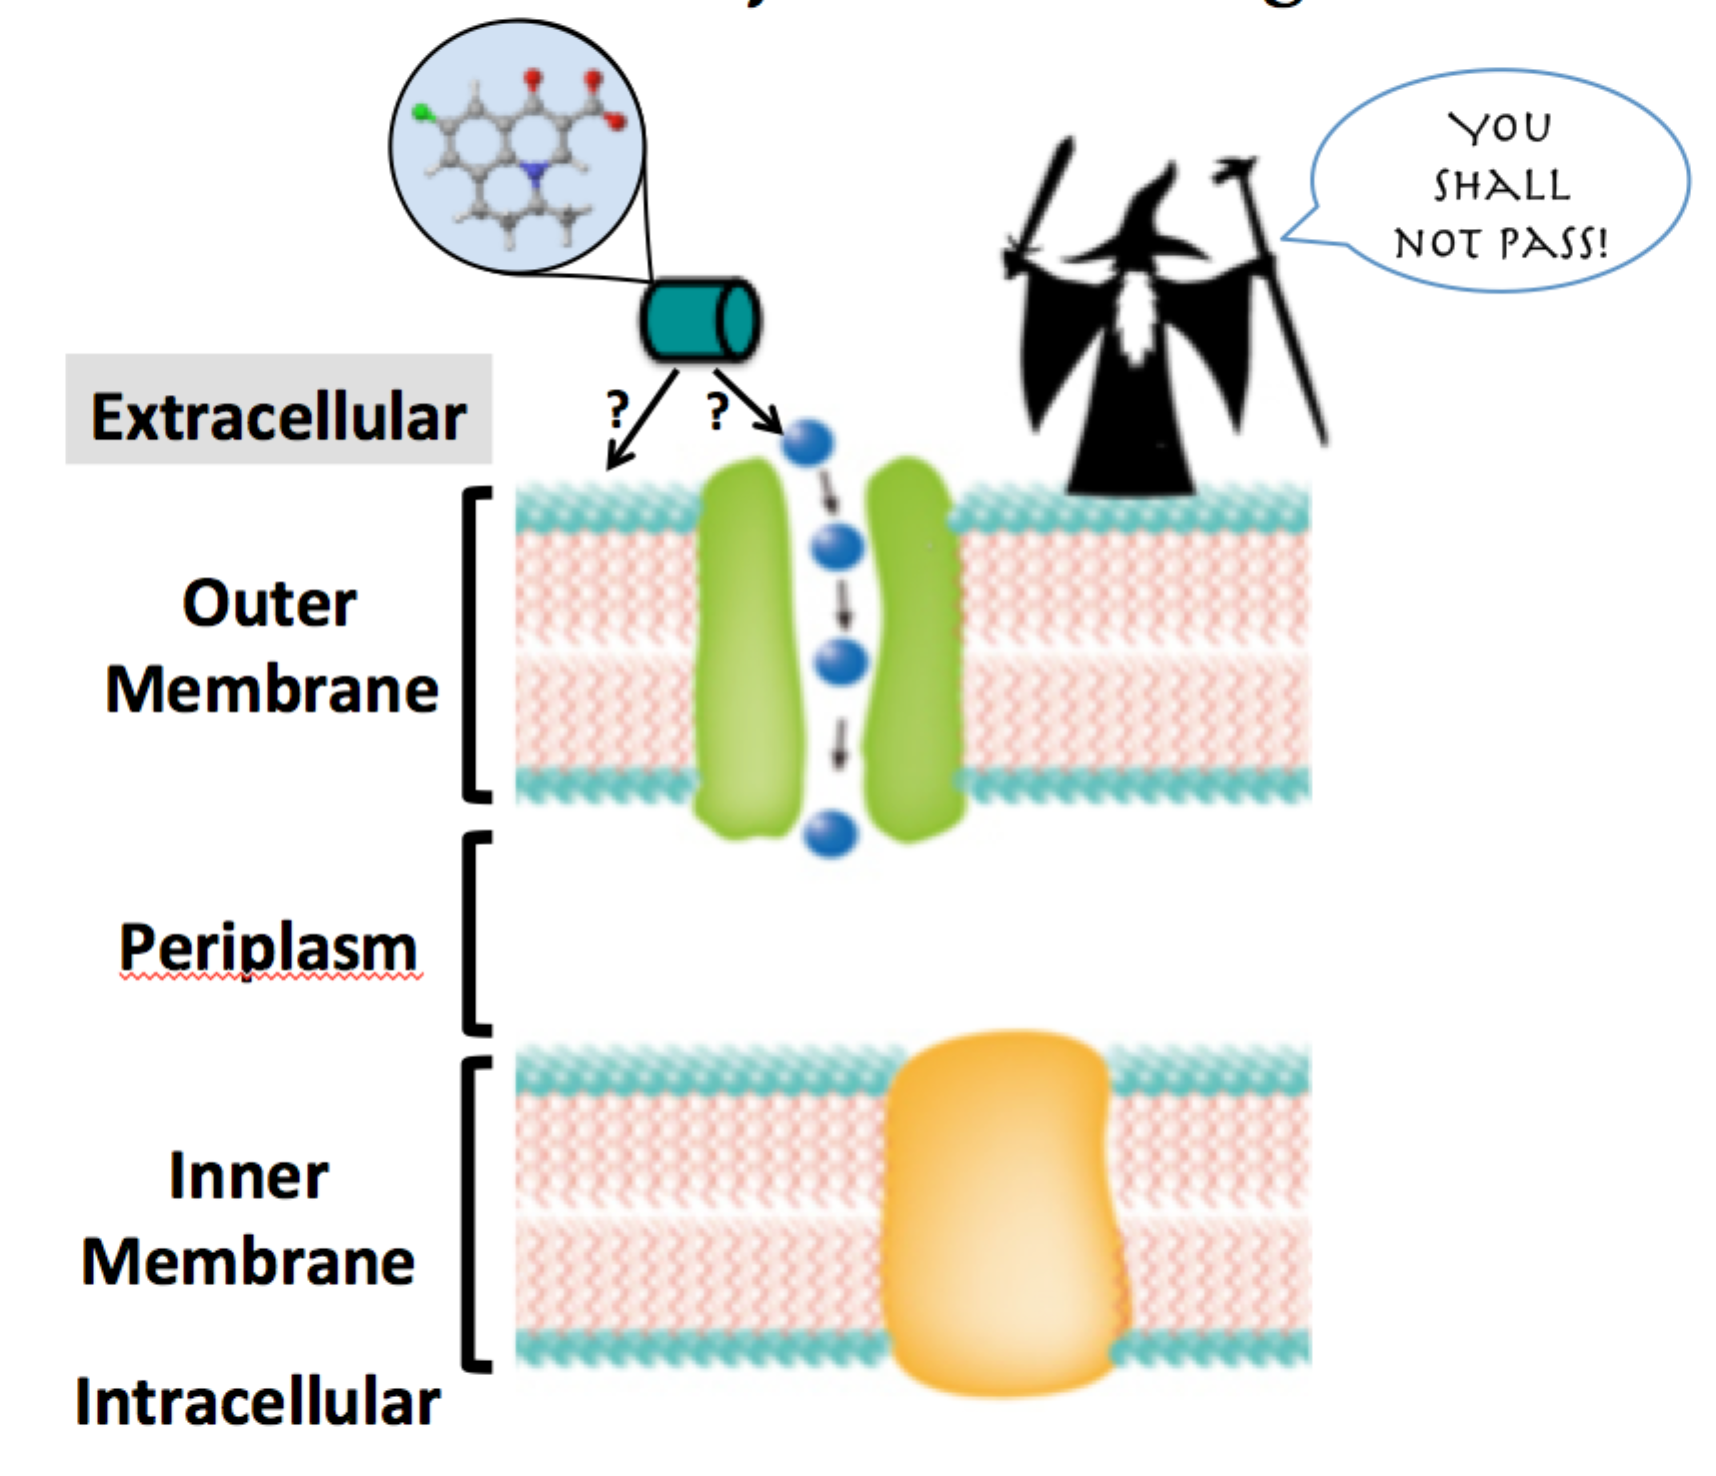 YOU
SHALL
NOT PASS!
Extracellular
? ?
Outer
Membrane
Periplasm
Inner
Membrane
Intracellular